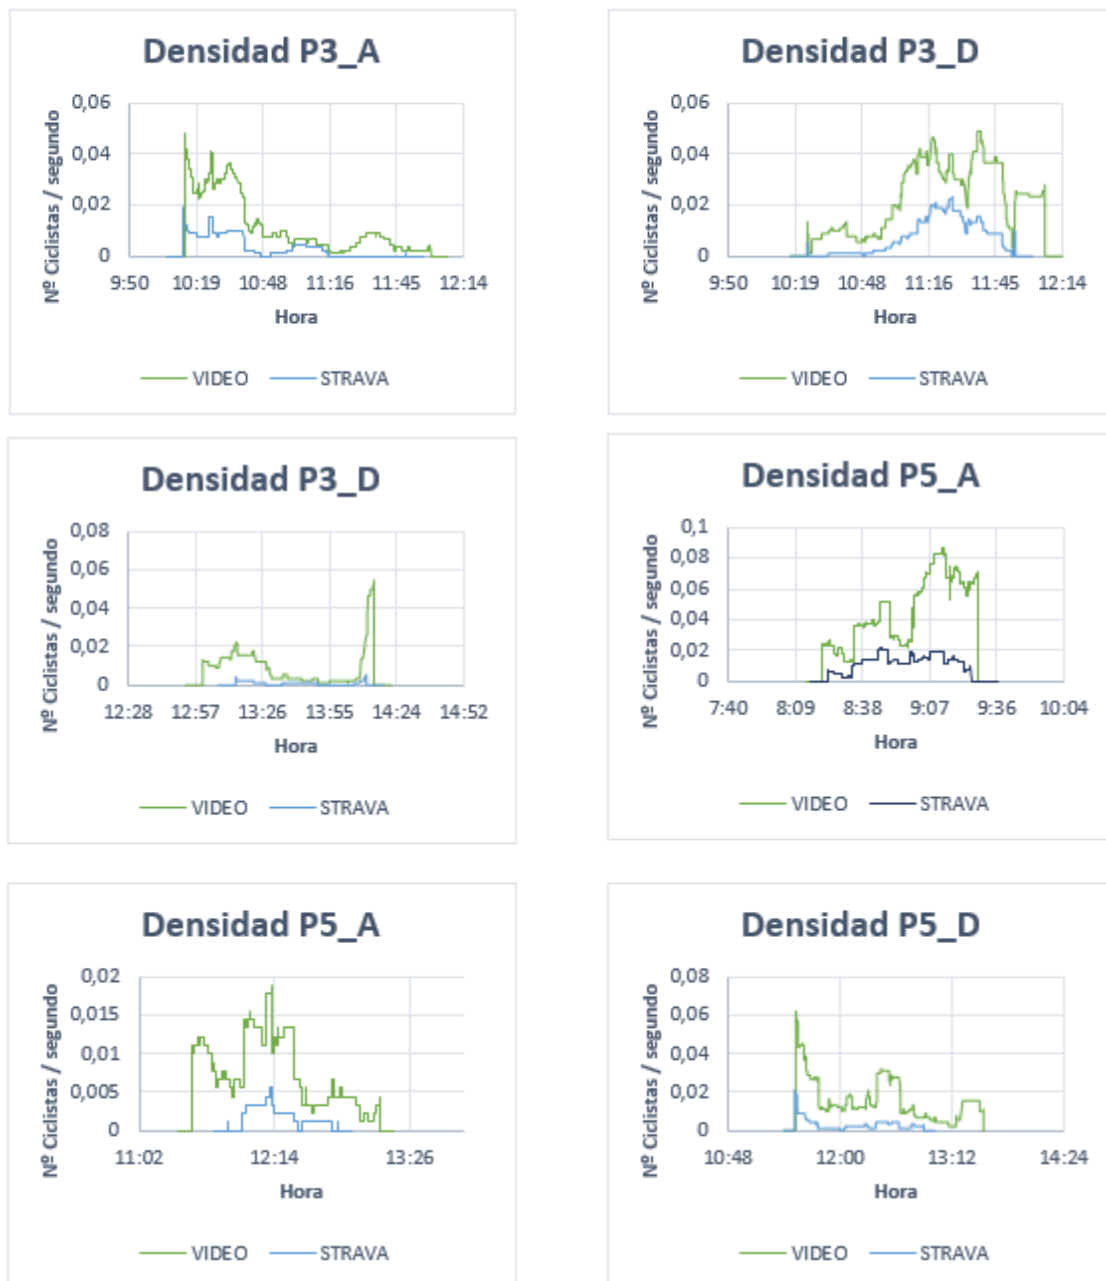 Densidad P3_A
Nº Ciclistas / segundo
0,06
0,04
0,02
0
9:50 10:19 10:48 11:16 11:45 12:14
Hora
VIDEO STRAVA
Densidad P3_D
Nº Ciclistas / segundo
0,06
0,04
0,02
0
9:50 10:19 10:48 11:16 11:45 12:14
Hora
VIDEO STRAVA
Densidad P3_D
Nº Ciclistas / segundo
0,08
0,06
0,04
0,02
0
12:28 12:57 13:26 13:55 14:24 14:52
Hora
VIDEO STRAVA
Densidad P5_A
Nº Ciclistas / segundo
0,1
0,08
0,06
0,04
0,02
0
7:40 8:09 8:38 9:07 9:36 10:04
Hora
VIDEO STRAVA
Densidad P5_A
Nº Ciclistas / segundo
0,02
0,015
0,01
0,005
0
11:02 12:14 13:26
Hora
VIDEO STRAVA
Densidad P5_D
Nº Ciclistas / segundo
0,08
0,06
0,04
0,02
0
10:48 12:00 13:12 14:24
Hora
VIDEO STRAVA